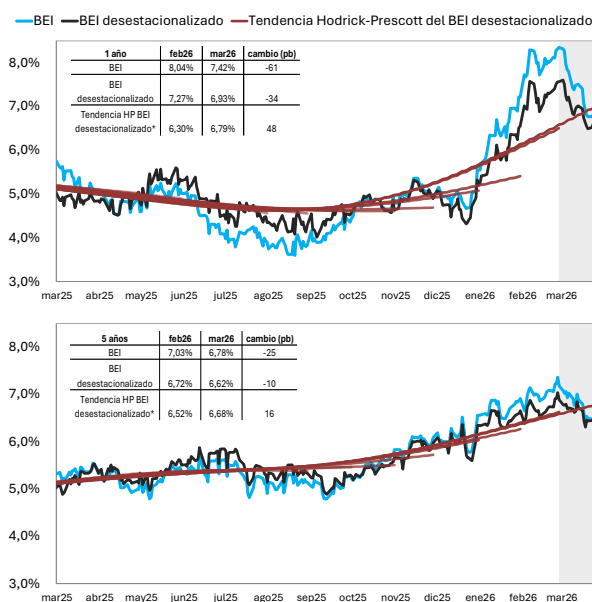 BEI BEI desestacionalizado Tendencia Hodrick-Prescott del BEI desestacionalizado
8,0%
7,0%
6,0%
5,0%
4,0%
3,0%
1 año feb26 mar26 cambio (pb)
BEI 8,04% 7,42% -61
BEI
desestacionalizado 7,27% 6,93% -34
Tendencia HP BEI
desestacionalizado* 6,30% 6,79% 48
mar25 abr25 may25 jun25 jul25 ago25 sep25 oct25 nov25 dic25 ene26 feb26 mar26
8,0%
7,0%
6,0%
5,0%
4,0%
3,0%
5 años feb26 mar26 cambio (pb)
BEI 7,03% 6,78% -25
BEI
desestacionalizado 6,72% 6,62% -10
Tendencia HP BEI
desestacionalizado* 6,52% 6,68% 16
mar25 abr25 may25 jun25 jul25 ago25 sep25 oct25 nov25 dic25 ene26 feb26 mar26